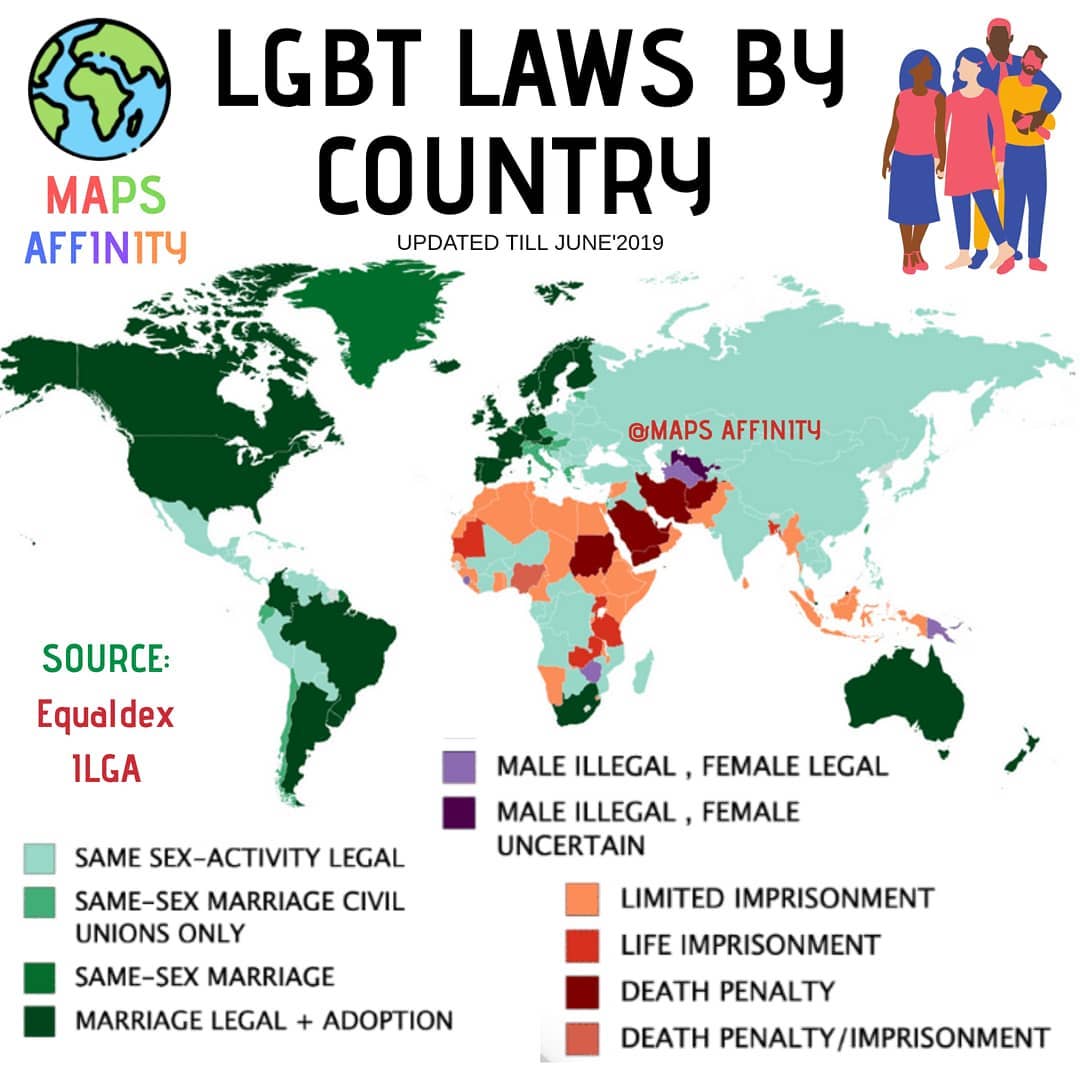 LGBT LAWS BY
COUNTRY
UPDATED TILL JUNE'2019
MAPS
AFFINITY
@MAPS AFFINITY
SOURCE:
Equaldex
ILGA
MALE ILLEGAL , FEMALE LEGAL
MALE ILLEGAL , FEMALE
UNCERTAIN
SAME SEX-ACTIVITY LEGAL
SAME-SEX MARRIAGE CIVIL
UNIONS ONLY
SAME-SEX MARRIAGE
MARRIAGE LEGAL + ADOPTION
LIMITED IMPRISONMENT
LIFE IMPRISONMENT
DEATH PENALTY
DEATH PENALTY/IMPRISONMENT